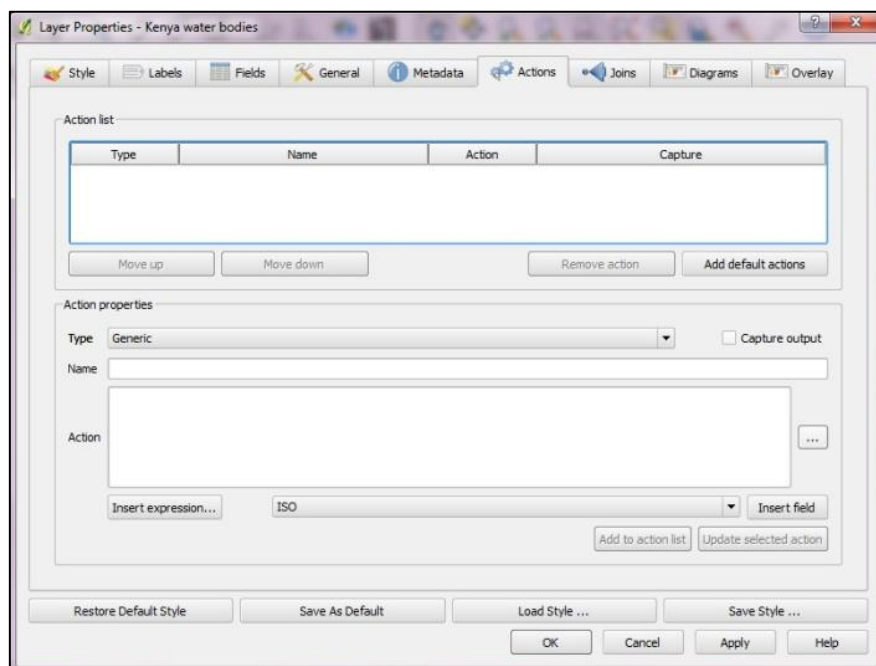 Layer Properties - Kenya water bodies
Style Labels Fields General Metadata Actions Joins Diagrams Overlay
Action list
Type Name Action Capture
Move up Move down Remove action Add default actions
Action properties
Type Generic Capture output
Name
Action ...
Insert expression... ISO Insert field
Add to action list Update selected action
Restore Default Style Save As Default Load Style ... Save Style ...
OK Cancel Apply Help